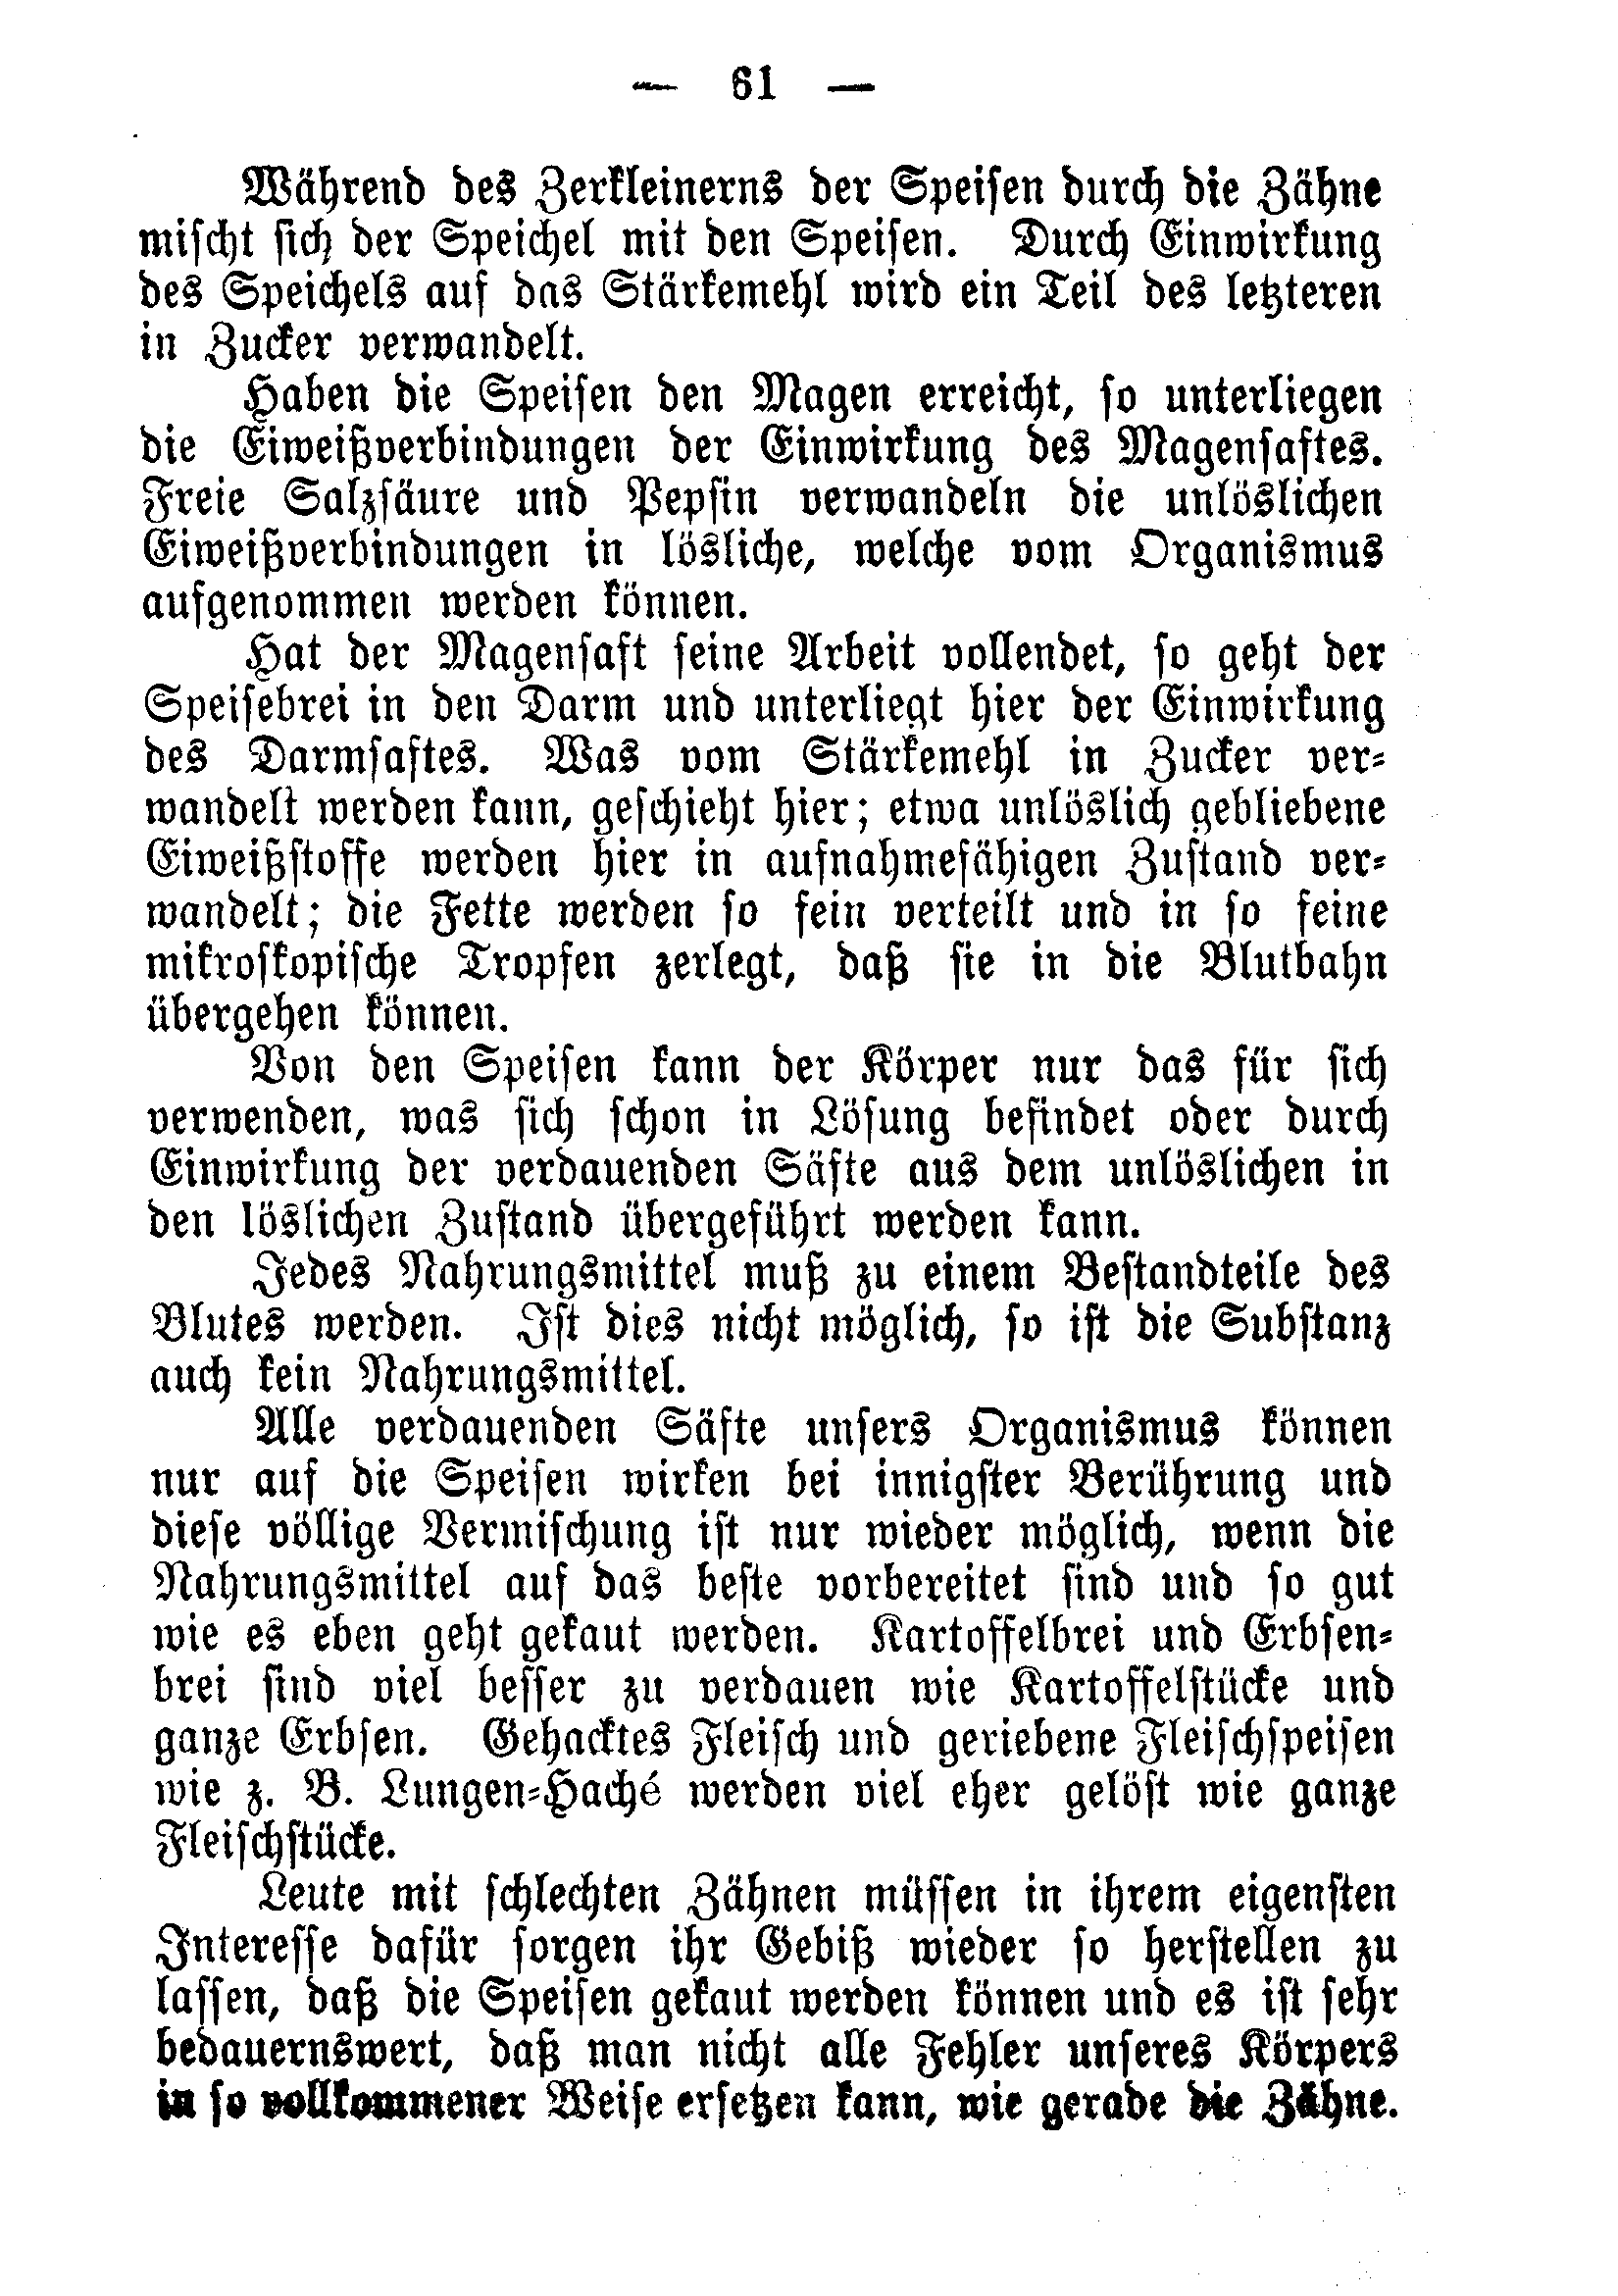 — 61 —
Während des Zerkleinerns der Speisen durch die Zähne
mischt sich der Speichel mit den Speisen. Durch Einwirkung
des Speichels auf das Stärkemehl wird ein Teil des letzteren
in Zucker verwandelt.
Haben die Speisen den Magen erreicht, so unterliegen
die Eiweißverbindungen der Einwirkung des Magensaftes.
Freie Salzsäure und Pepsin verwandeln die unlöslichen
Eiweißverbindungen in lösliche, welche vom Organismus
aufgenommen werden können.
Hat der Magensaft seine Arbeit vollendet, so geht der
Speisebrei in den Darm und unterliegt hier der Einwirkung
des Darmsaftes. Was vom Stärkemehl in Zucker ver-
wandelt werden kann, geschieht hier; etwa unlöslich gebliebene
Eiweißstoffe werden hier in aufnahmefähigen Zustand ver-
wandelt; die Fette werden so fein verteilt und in so feine
mikroskopische Tropfen zerlegt, daß sie in die Blutbahn
übergehen können.
Von den Speisen kann der Körper nur das für sich
verwenden, was sich schon in Lösung befindet oder durch
Einwirkung der verdauenden Säfte aus dem unlöslichen in
den löslichen Zustand übergeführt werden kann.
Jedes Nahrungsmittel muß zu einem Bestandteile des
Blutes werden. Ist dies nicht möglich, so ist die Substanz
auch kein Nahrungsmittel.
Alle verdauenden Säfte unsers Organismus können
nur auf die Speisen wirken bei innigster Berührung und
diese völlige Vermischung ist nur wieder möglich, wenn die
Nahrungsmittel auf das beste vorbereitet sind und so gut
wie es eben geht gekaut werden. Kartoffelbrei und Erbsen-
brei sind viel besser zu verdauen wie Kartoffelstücke und
ganze Erbsen. Gehacktes Fleisch und geriebene Fleischspeisen
wie z. B. Lungen-Haché werden viel eher gelöst wie ganze
Fleischstücke.
Leute mit schlechten Zähnen müssen in ihrem eigensten
Interesse dafür sorgen ihr Gebiß wieder so herstellen zu
lassen, daß die Speisen gekaut werden können und es ist sehr
bedauernswert, daß man nicht alle Fehler unseres Körpers
in so vollkommener Weise ersetzen kann, wie gerade die Zähne.